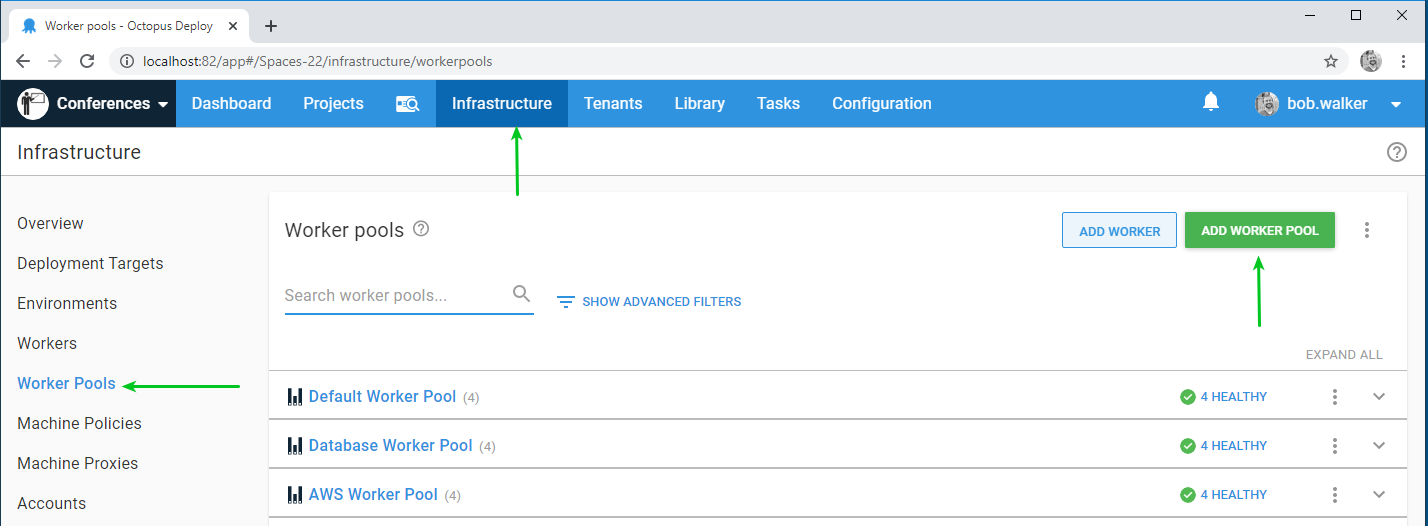 Worker pools - Octopus Deploy
localhost:82/app#/Spaces-22/infrastructure/workerpools
Conferences Dashboard Projects Infrastructure Tenants Library Tasks Configuration bob.walker
Infrastructure
Overview
Deployment Targets
Environments
Workers
Worker Pools
Machine Policies
Machine Proxies
Accounts
Worker pools ADD WORKER ADD WORKER POOL
Search worker pools... SHOW ADVANCED FILTERS
EXPAND ALL
Default Worker Pool (4) 4 HEALTHY
Database Worker Pool (4) 4 HEALTHY
AWS Worker Pool (4) 4 HEALTHY